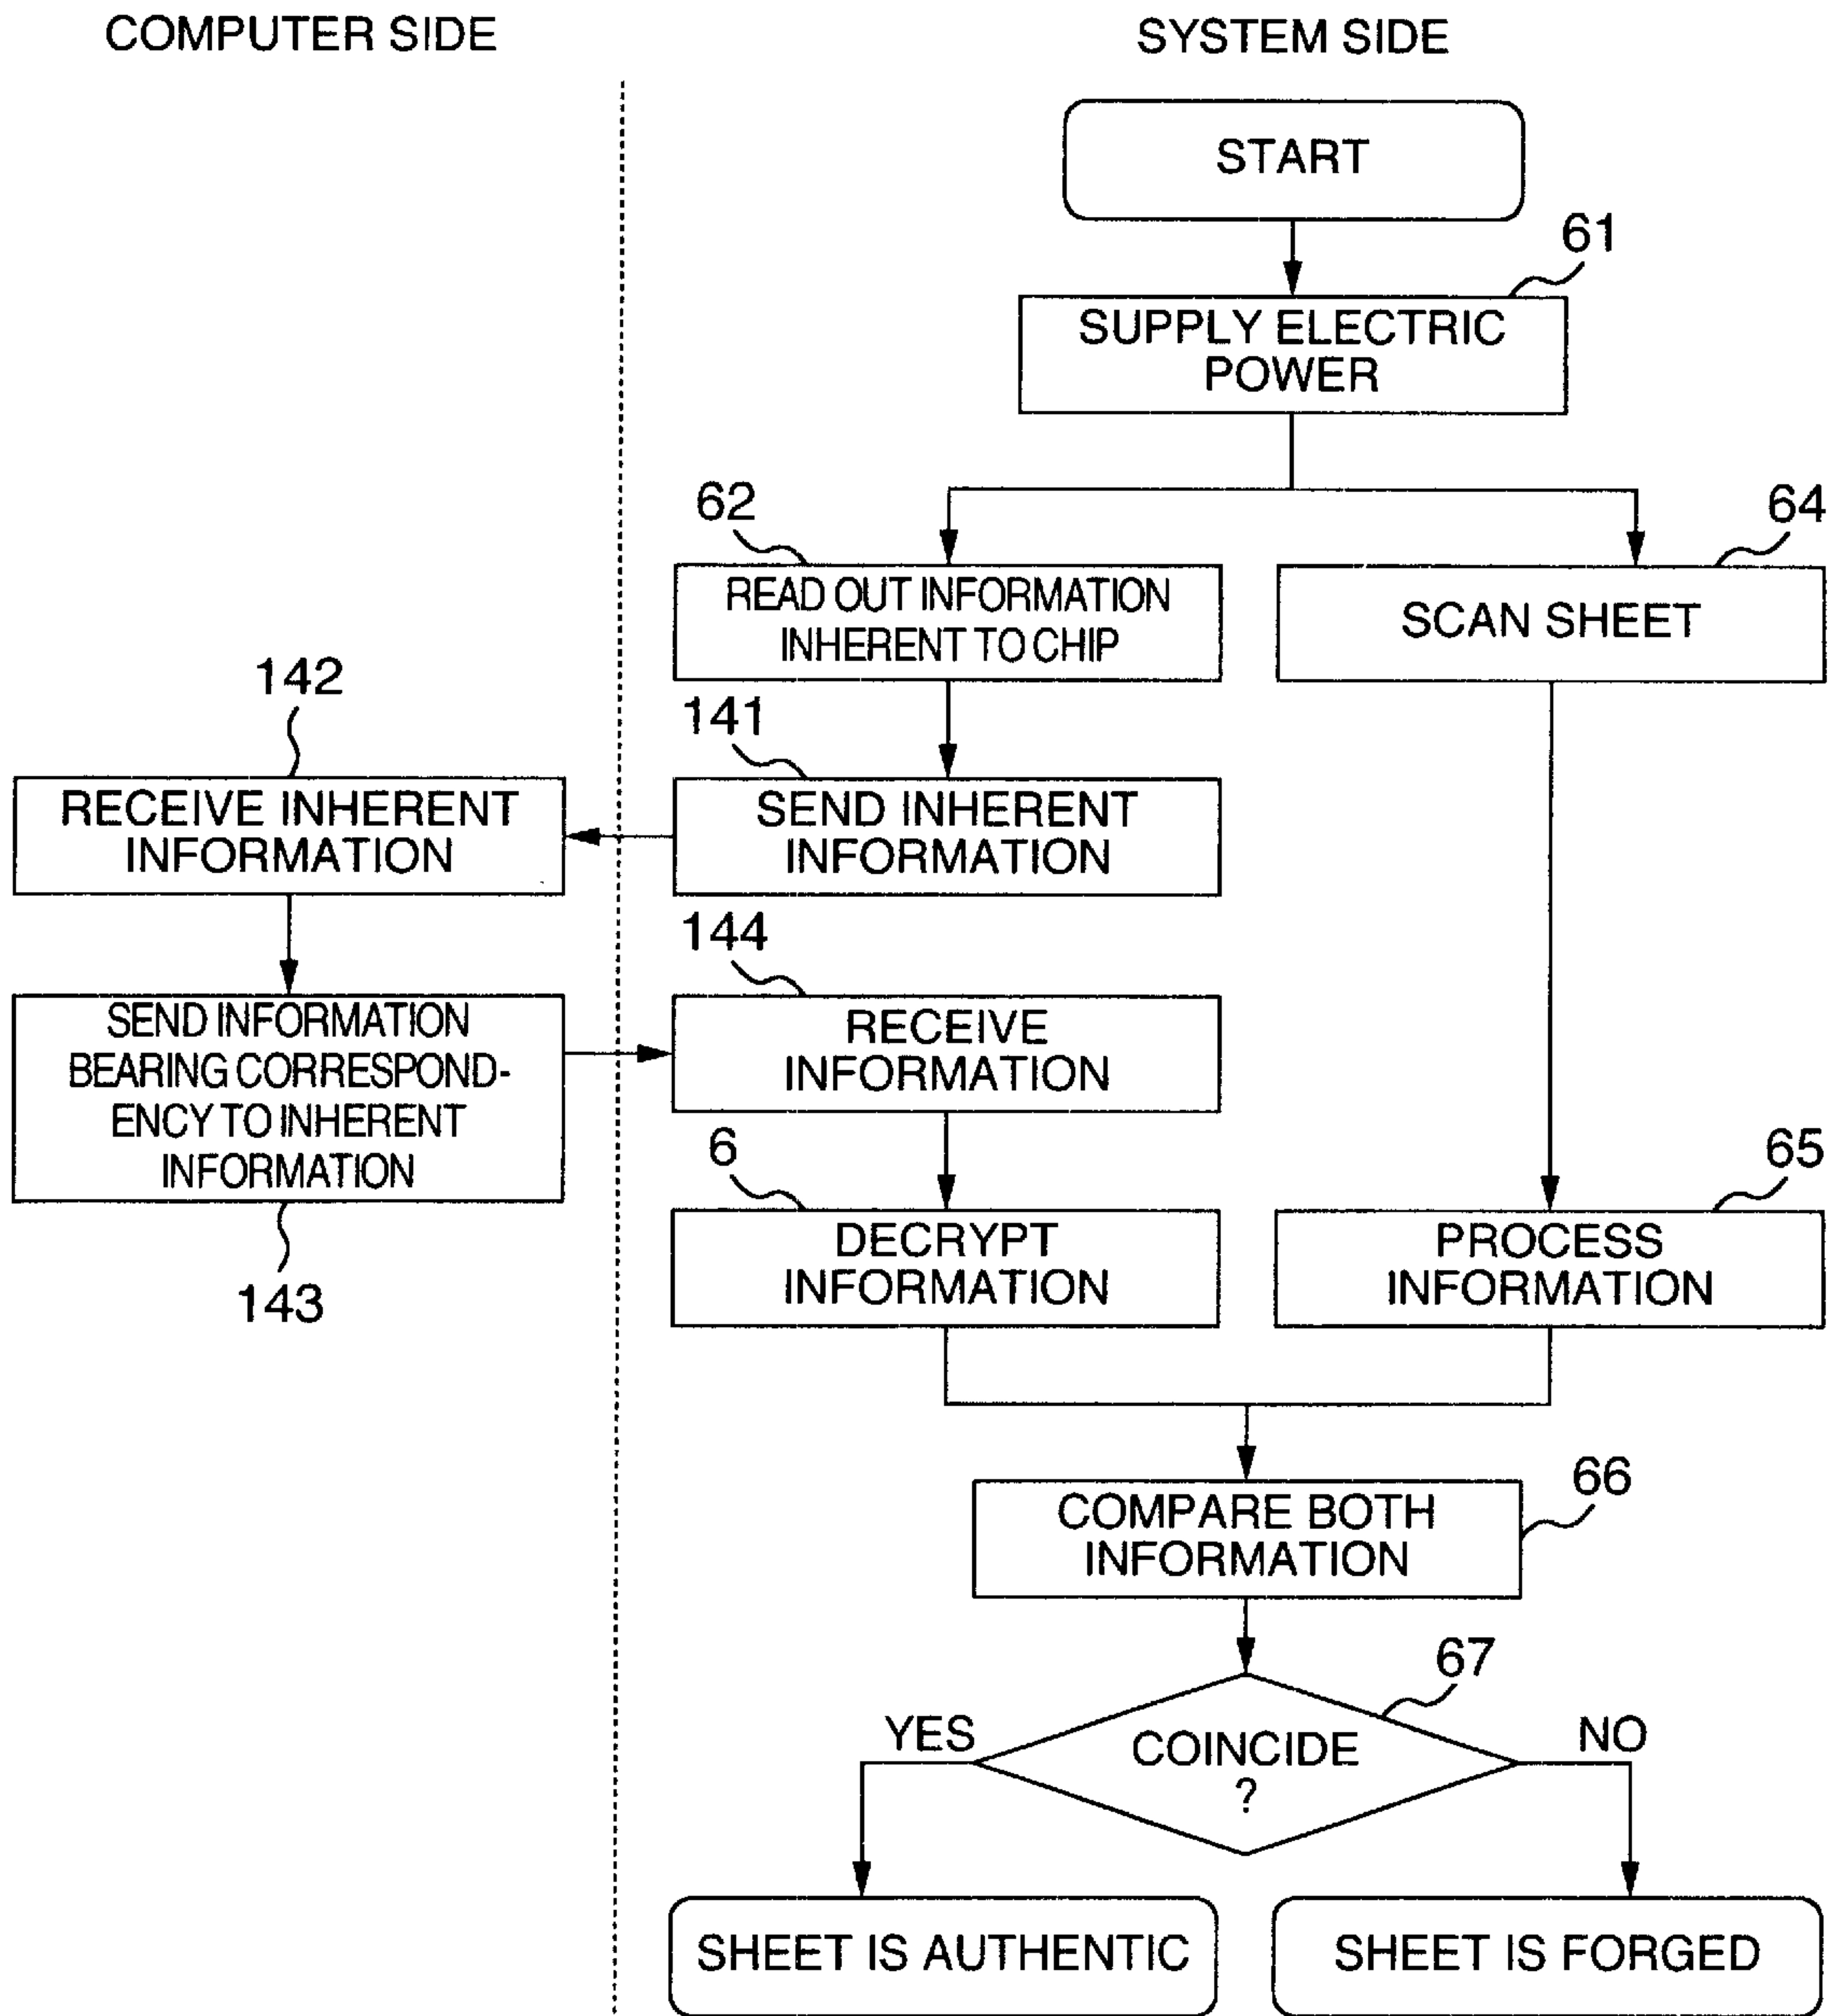 COMPUTER SIDE
SYSTEM SIDE
START
61
SUPPLY ELECTRIC
POWER
62
64
READ OUT INFORMATION
INHERENT TO CHIP
SCAN SHEET
142
141
RECEIVE INHERENT
INFORMATION
SEND INHERENT
INFORMATION
144
SEND INFORMATION
BEARING CORRESPOND-
ENCY TO INHERENT
INFORMATION
143
RECEIVE
INFORMATION
6
65
DECRYPT
INFORMATION
PROCESS
INFORMATION
66
COMPARE BOTH
INFORMATION
67
YES
COINCIDE
?
NO
SHEET IS AUTHENTIC
SHEET IS FORGED